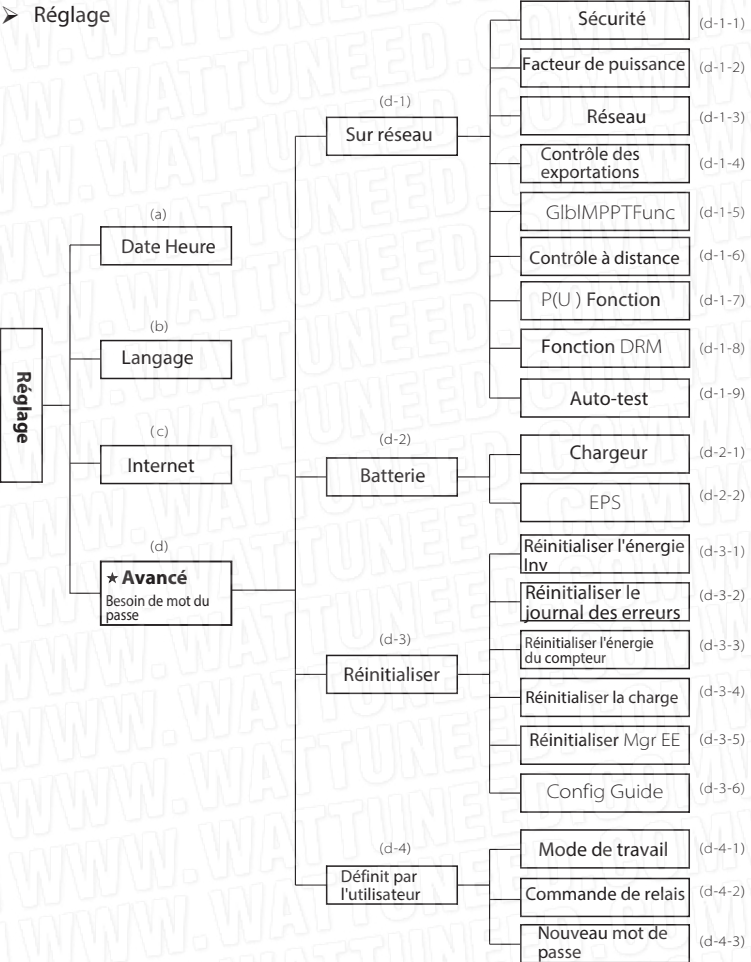 ➢ Réglage
Réglage
(a)
Date Heure
(b)
Langage
(c)
Internet
(d)
★ Avancé
Besoin de mot du
passe
(d-1)
Sur réseau
Sécurité (d-1-1)
Facteur de puissance (d-1-2)
Réseau (d-1-3)
Contrôle des
exportations (d-1-4)
GlblMPPTFunc (d-1-5)
Contrôle à distance (d-1-6)
P(U ) Fonction (d-1-7)
Fonction DRM (d-1-8)
Auto-test (d-1-9)
(d-2)
Batterie
Chargeur (d-2-1)
EPS (d-2-2)
(d-3)
Réinitialiser
Réinitialiser l'énergie
Inv (d-3-1)
Réinitialiser le
journal des erreurs (d-3-2)
Réinitialiser l'énergie
du compteur (d-3-3)
Réinitialiser la charge (d-3-4)
Réinitialiser Mgr EE (d-3-5)
Config Guide (d-3-6)
(d-4)
Définit par
l'utilisateur
Mode de travail (d-4-1)
Commande de relais (d-4-2)
Nouveau mot de
passe (d-4-3)
WWW.WATTUNEED.COM